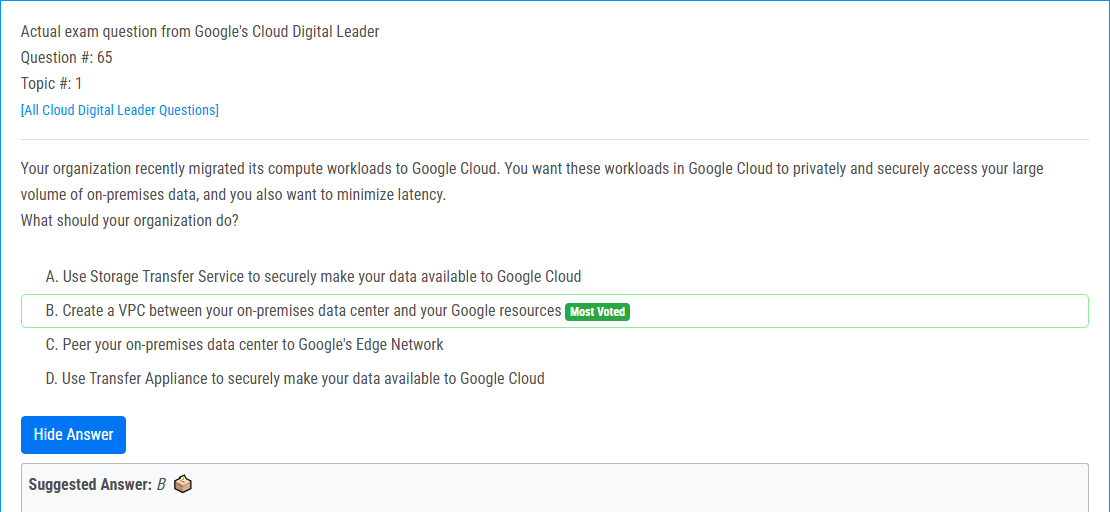 Actual exam question from Google's Cloud Digital Leader
Question #: 65
Topic #: 1
[All Cloud Digital Leader Questions]
Your organization recently migrated its compute workloads to Google Cloud. You want these workloads in Google Cloud to privately and securely access your large
volume of on-premises data, and you also want to minimize latency.
What should your organization do?
A. Use Storage Transfer Service to securely make your data available to Google Cloud
B. Create a VPC between your on-premises data center and your Google resources Most Voted
C. Peer your on-premises data center to Google's Edge Network
D. Use Transfer Appliance to securely make your data available to Google Cloud
Hide Answer
Suggested Answer: B